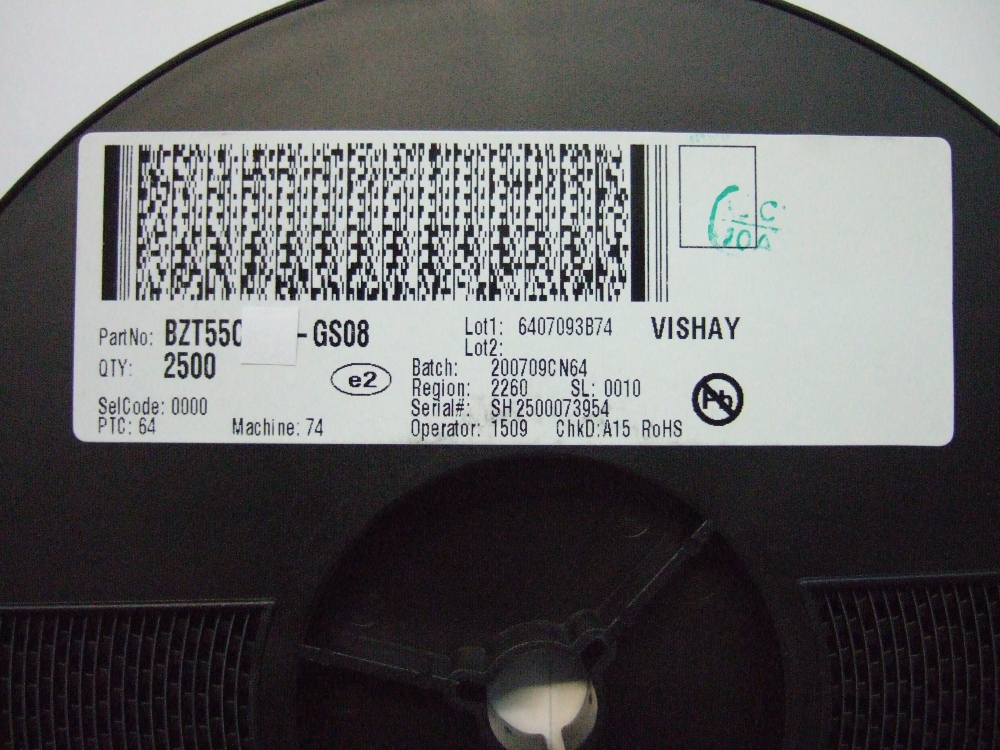 PartNo: BZT55C -GS08
QTY: 2500
e2
SelCode: 0000
PTC: 64 Machine: 74
Lot1: 6407093B74
Lot2:
Batch: 200709CN64
Region: 2260 SL: 0010
Serial#: SH2500073954
Operator: 1509 ChkD:A15 RoHS
VISHAY
Pb